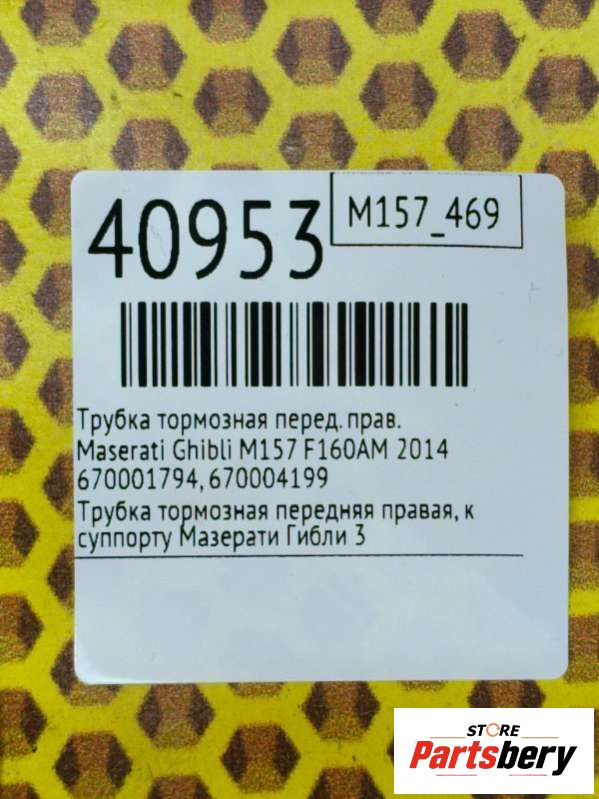 40953
M157_469
Трубка тормозная перед. прав.
Maserati Ghibli M157 F160AM 2014
670001794, 670004199
Трубка тормозная передняя правая, к
суппорту Мазерати Гибли 3
STORE
Partsbery